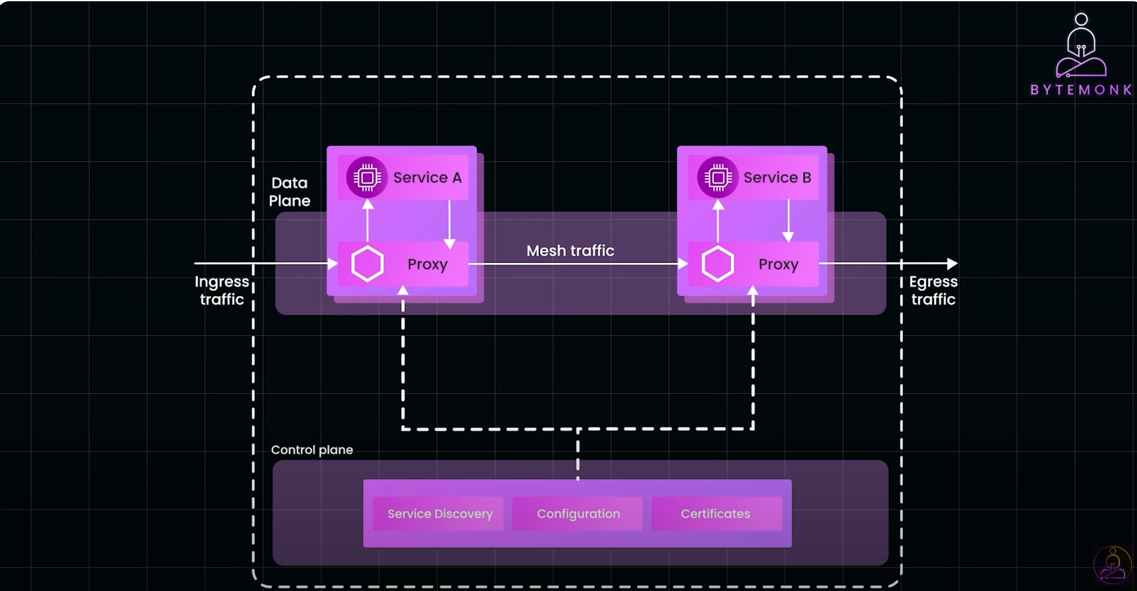 BYTEMONK
Data
Plane
Service A
Service B
Proxy
Mesh traffic
Proxy
Ingress
traffic
Egress
traffic
Control plane
Service Discovery
Configuration
Certificates